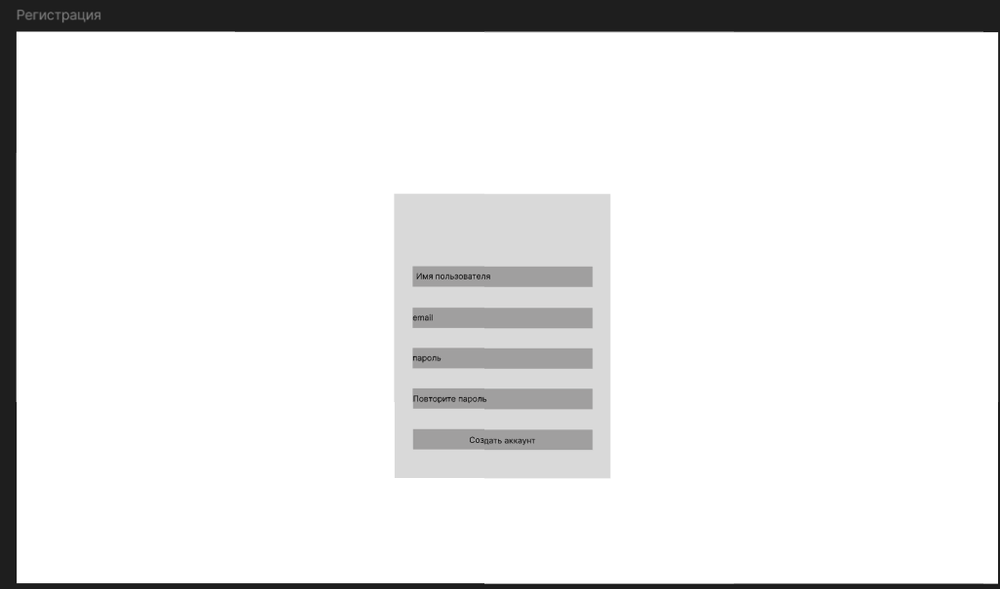 Регистрация
Имя пользователя
email
пароль
Повторите пароль
Создать аккаунт